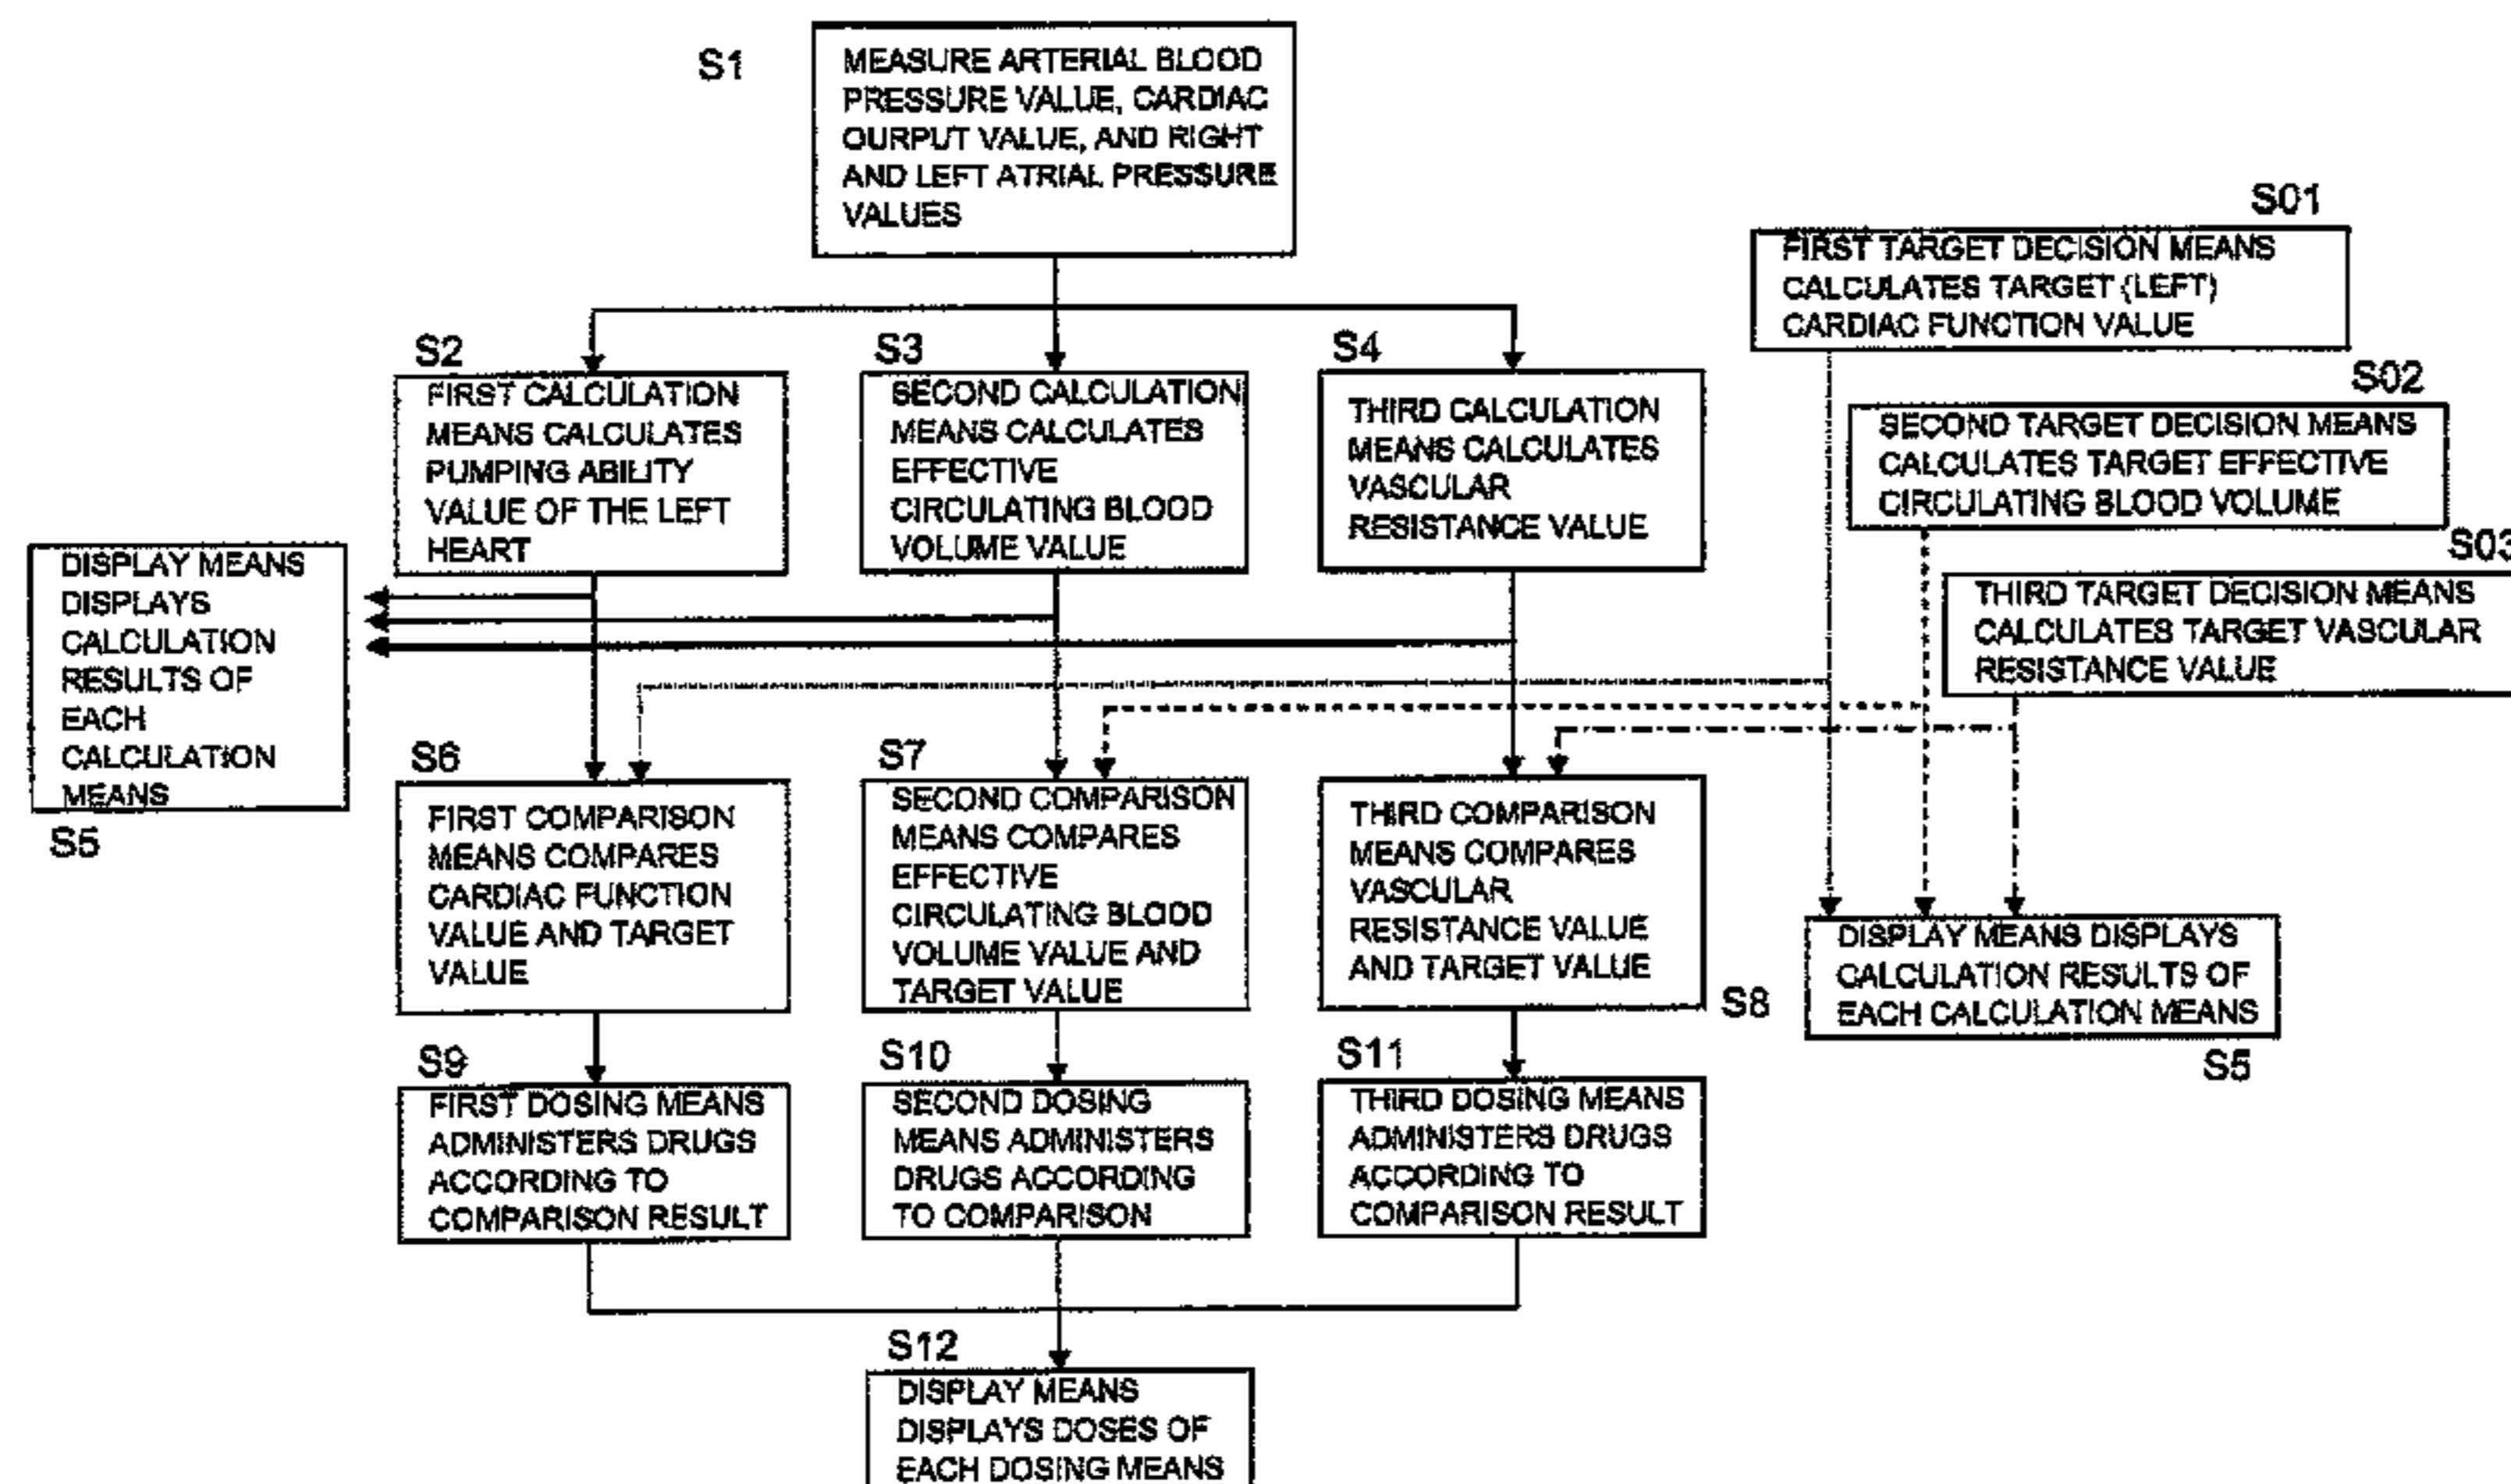 S1
MEASURE ARTERIAL BLOOD
PRESSURE VALUE, CARDIAC
OURPUT VALUE, AND RIGHT
AND LEFT ATRIAL PRESSURE
VALUES
S01
FIRST TARGET DECISION MEANS
CALCULATES TARGET (LEFT)
CARDIAC FUNCTION VALUE
S02
SECOND TARGET DECISION MEANS
CALCULATES TARGET EFFECTIVE
CIRCULATING BLOOD VOLUME
S03
THIRD TARGET DECISION MEANS
CALCULATES TARGET VASCULAR
RESISTANCE VALUE
S2
FIRST CALCULATION
MEANS CALCULATES
PUMPING ABILITY
VALUE OF THE LEFT
HEART
S3
SECOND CALCULATION
MEANS CALCULATES
EFFECTIVE
CIRCULATING BLOOD
VOLUME VALUE
S4
THIRD CALCULATION
MEANS CALCULATES
VASCULAR
RESISTANCE VALUE
DISPLAY MEANS
DISPLAYS
CALCULATION
RESULTS OF
EACH
CALCULATION
MEANS
S5
S6
FIRST COMPARISON
MEANS COMPARES
CARDIAC FUNCTION
VALUE AND TARGET
VALUE
S7
SECOND COMPARISON
MEANS COMPARES
EFFECTIVE
CIRCULATING BLOOD
VOLUME VALUE AND
TARGET VALUE
THIRD COMPARISON
MEANS COMPARES
VASCULAR
RESISTANCE VALUE
AND TARGET VALUE
S8
DISPLAY MEANS DISPLAYS
CALCULATION RESULTS OF
EACH CALCULATION MEANS
S5
S9
FIRST DOSING MEANS
ADMINISTERS DRUGS
ACCORDING TO
COMPARISON RESULT
S10
SECOND DOSING
MEANS ADMINISTERS
DRUGS ACCORDING
TO COMPARISON
S11
THIRD DOSING MEANS
ADMINISTERS DRUGS
ACCORDING TO
COMPARISON RESULT
S12
DISPLAY MEANS
DISPLAYS DOSES OF
EACH DOSING MEANS